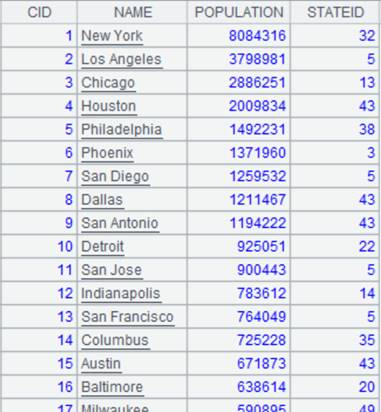 CID NAME POPULATION STATEID
1 New York 8084316 32
2 Los Angeles 3798981 5
3 Chicago 2886251 13
4 Houston 2009834 43
5 Philadelphia 1492231 38
6 Phoenix 1371960 3
7 San Diego 1259532 5
8 Dallas 1211467 43
9 San Antonio 1194222 43
10 Detroit 925051 22
11 San Jose 900443 5
12 Indianapolis 783612 14
13 San Francisco 764049 5
14 Columbus 725228 35
15 Austin 671873 43
16 Baltimore 638614 20
17 Milwaukee 590895 49